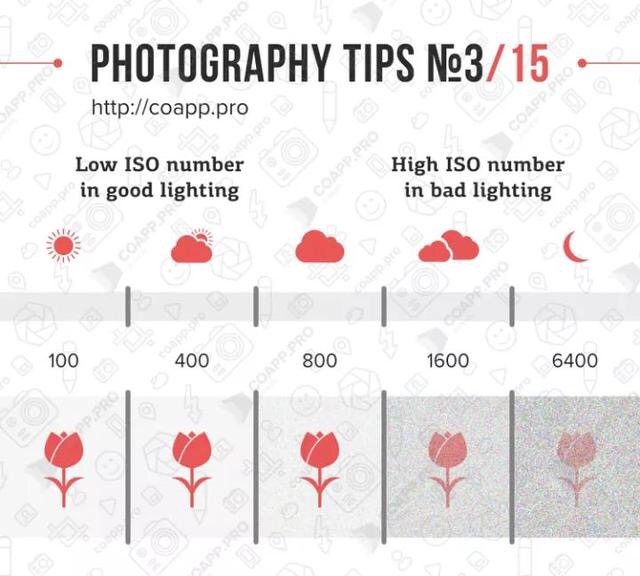 PHOTOGRAPHY TIPS №3/15
http://coapp.pro
Low ISO number
in good lighting
High ISO number
in bad lighting
100
400
800
1600
6400